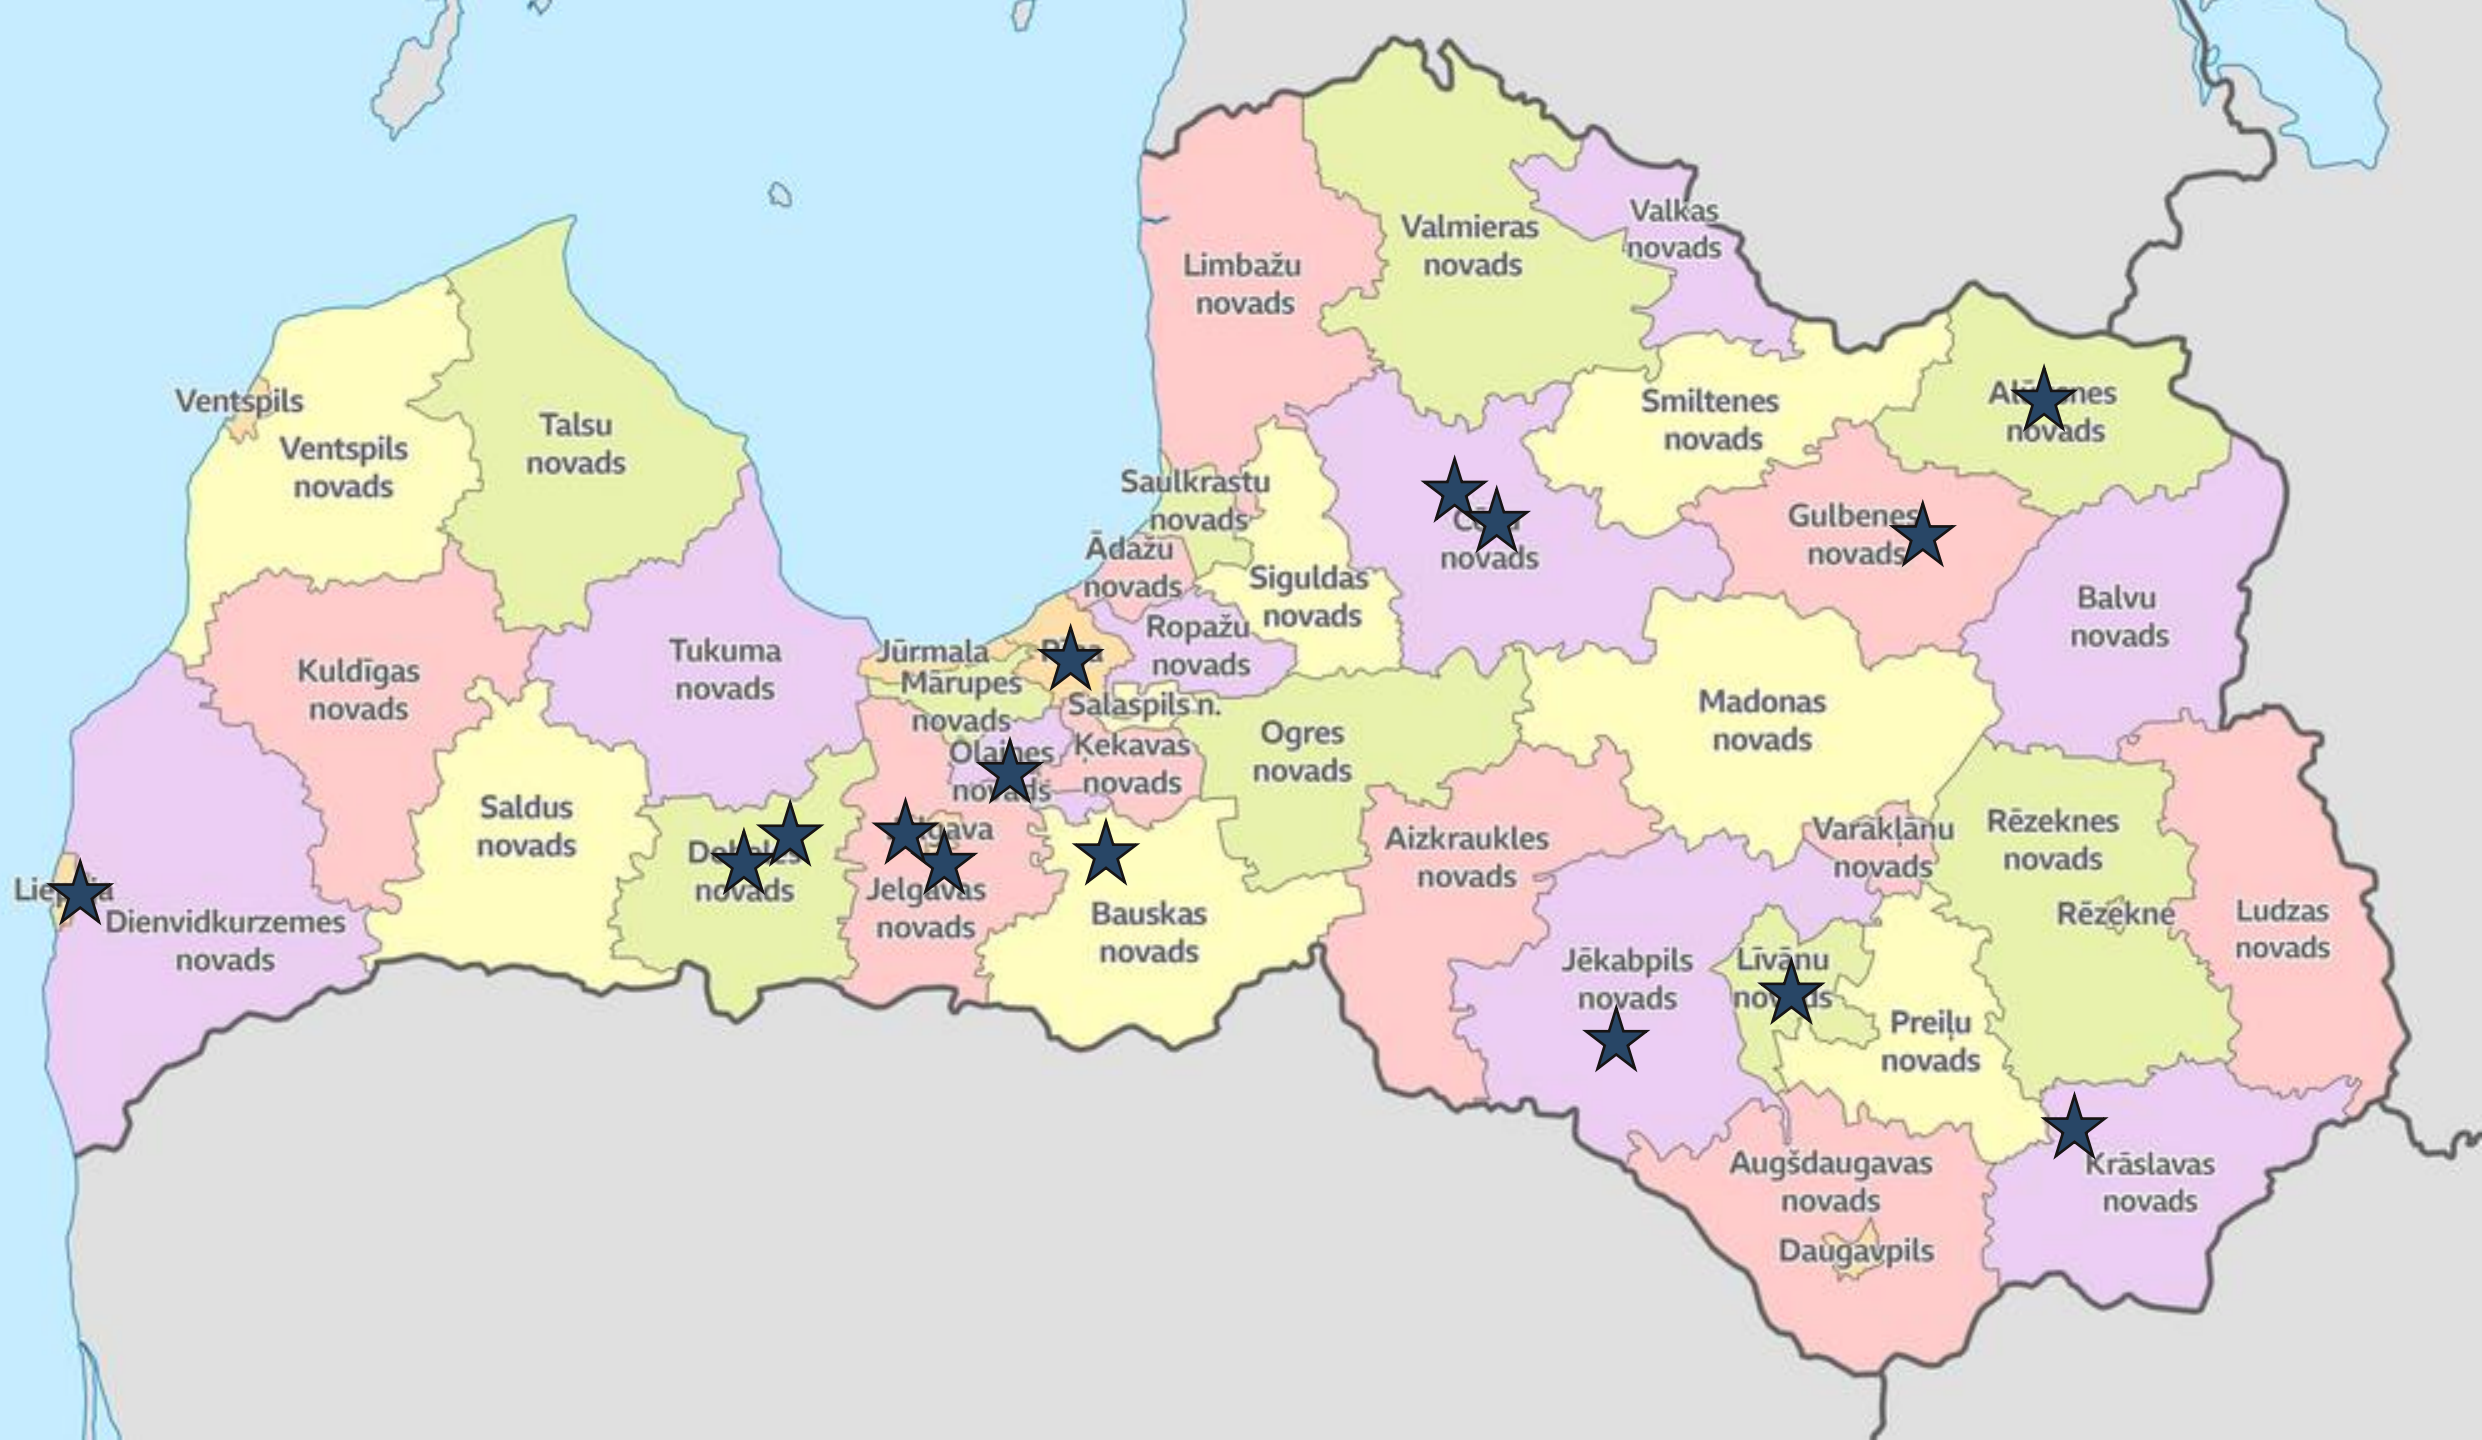 Valkas
novads
Valmieras
novads
Limbažu
novads
Ventspils
Ventspils
novads
Talsu
novads
Smiltenes
novads
novads
Saulkrastu
novads
Gulbenes
novads
novads
Ādažu
novads
Siguldas
novads
Balvu
novads
Ropažu
novads
Jūrmala
Mārupes
novads
Tukuma
novads
Kuldīgas
novads
Salaspils n.
Madonas
novads
Ogres
novads
Ķekavas
novads
Olaines
novads
Saldus
novads
novads
Jelgavas
novads
Aizkraukles
novads
Varakļānu
novads
Rēzeknes
novads
Rēzekne
Ludzas
novads
Dienvidkurzemes
novads
Bauskas
novads
Jēkabpils
novads
Līvānu
Preiļu
novads
Augšdaugavas
novads
Krāslavas
novads
Daugavpils